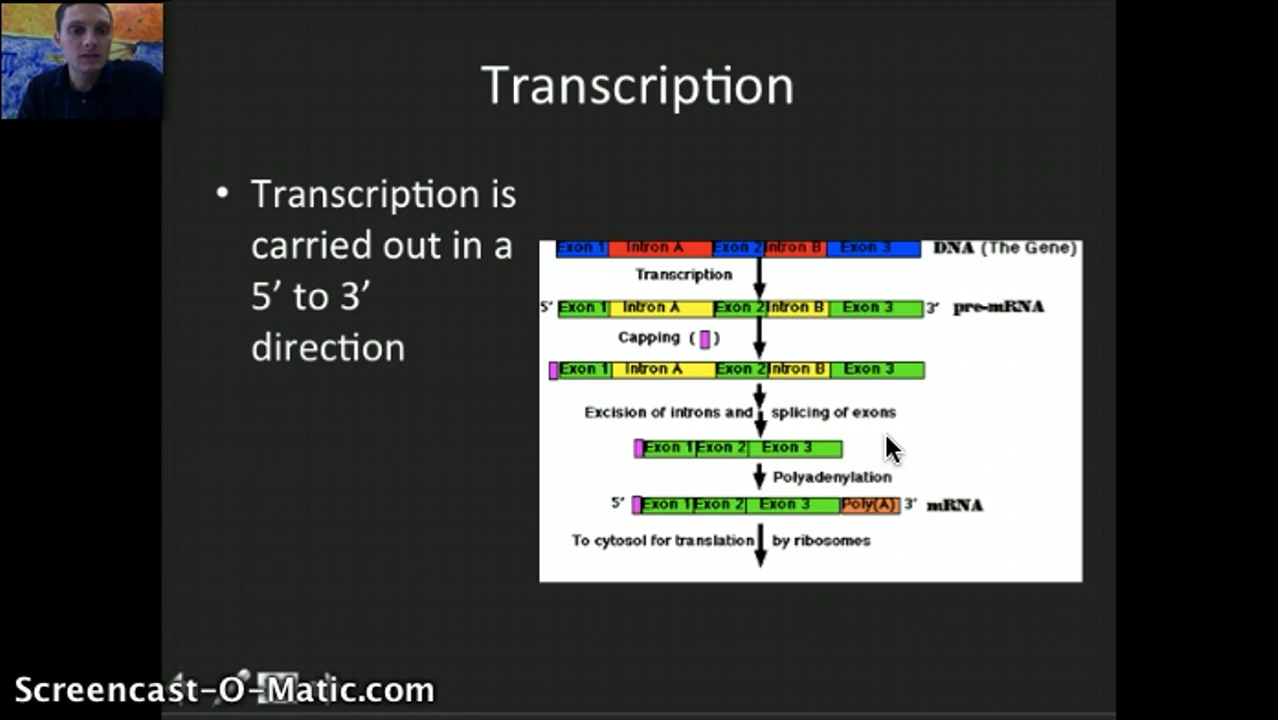 Transcription
• Transcription is
carried out in a
5’ to 3’
direction
Exon 1 Intron A Exon 2 Intron B Exon 3 DNA (The Gene)
Transcription
5' Exon 1 Intron A Exon 2 Intron B Exon 3 3' pre-mRNA
Capping ( )
Exon 1 Intron A Exon 2 Intron B Exon 3
Excision of introns and splicing of exons
Exon 1 Exon 2 Exon 3
Polyadenylation
5' Exon 1 Exon 2 Exon 3 Poly(A) 3' mRNA
To cytosol for translation by ribosomes
Screencast-O-Matic.com